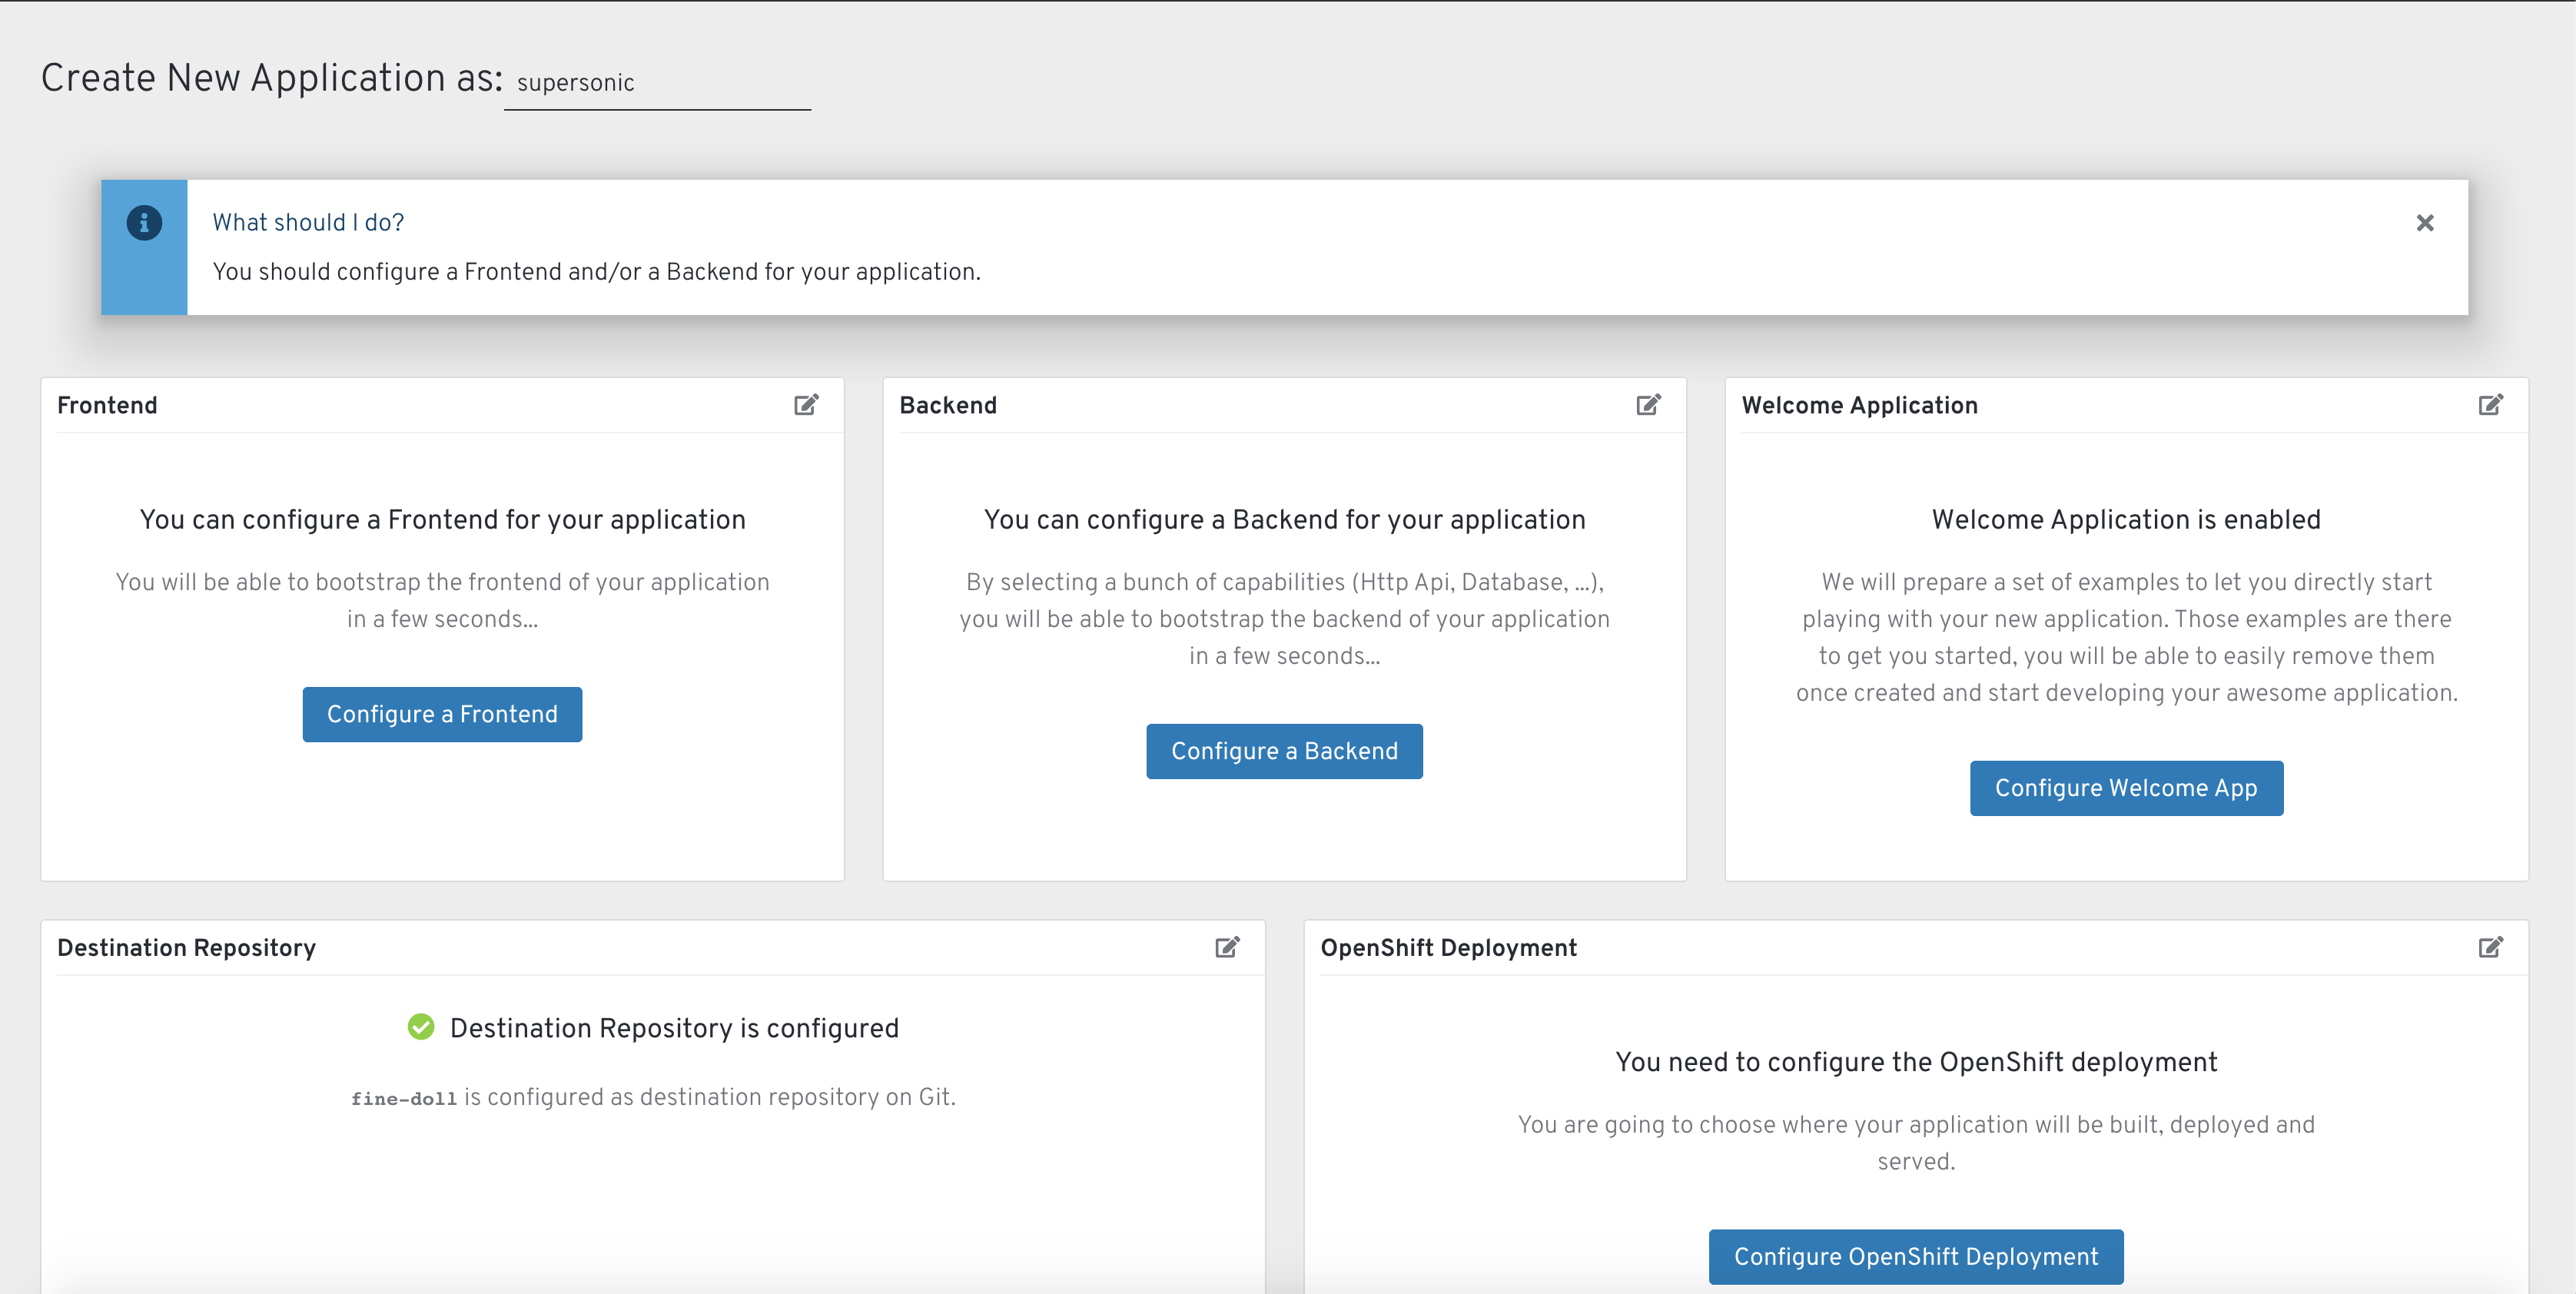 Create New Application as: supersonic
What should I do?
You should configure a Frontend and/or a Backend for your application.
Frontend
You can configure a Frontend for your application
You will be able to bootstrap the frontend of your application
in a few seconds...
Configure a Frontend
Backend
You can configure a Backend for your application
By selecting a bunch of capabilities (Http Api, Database, ...),
you will be able to bootstrap the backend of your application
in a few seconds...
Configure a Backend
Welcome Application
Welcome Application is enabled
We will prepare a set of examples to let you directly start
playing with your new application. Those examples are there
to get you started, you will be able to easily remove them
once created and start developing your awesome application.
Configure Welcome App
Destination Repository
Destination Repository is configured
fine-doll is configured as destination repository on Git.
OpenShift Deployment
You need to configure the OpenShift deployment
You are going to choose where your application will be built, deployed and
served.
Configure OpenShift Deployment